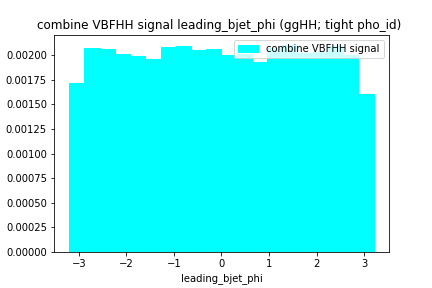 combine VBFHH signal leading_bjet_phi (ggHH; tight pho_id)
combine VBFHH signal
0.00200
0.00175
0.00150
0.00125
0.00100
0.00075
0.00050
0.00025
0.00000
−3 −2 −1 0 1 2 3
leading_bjet_phi